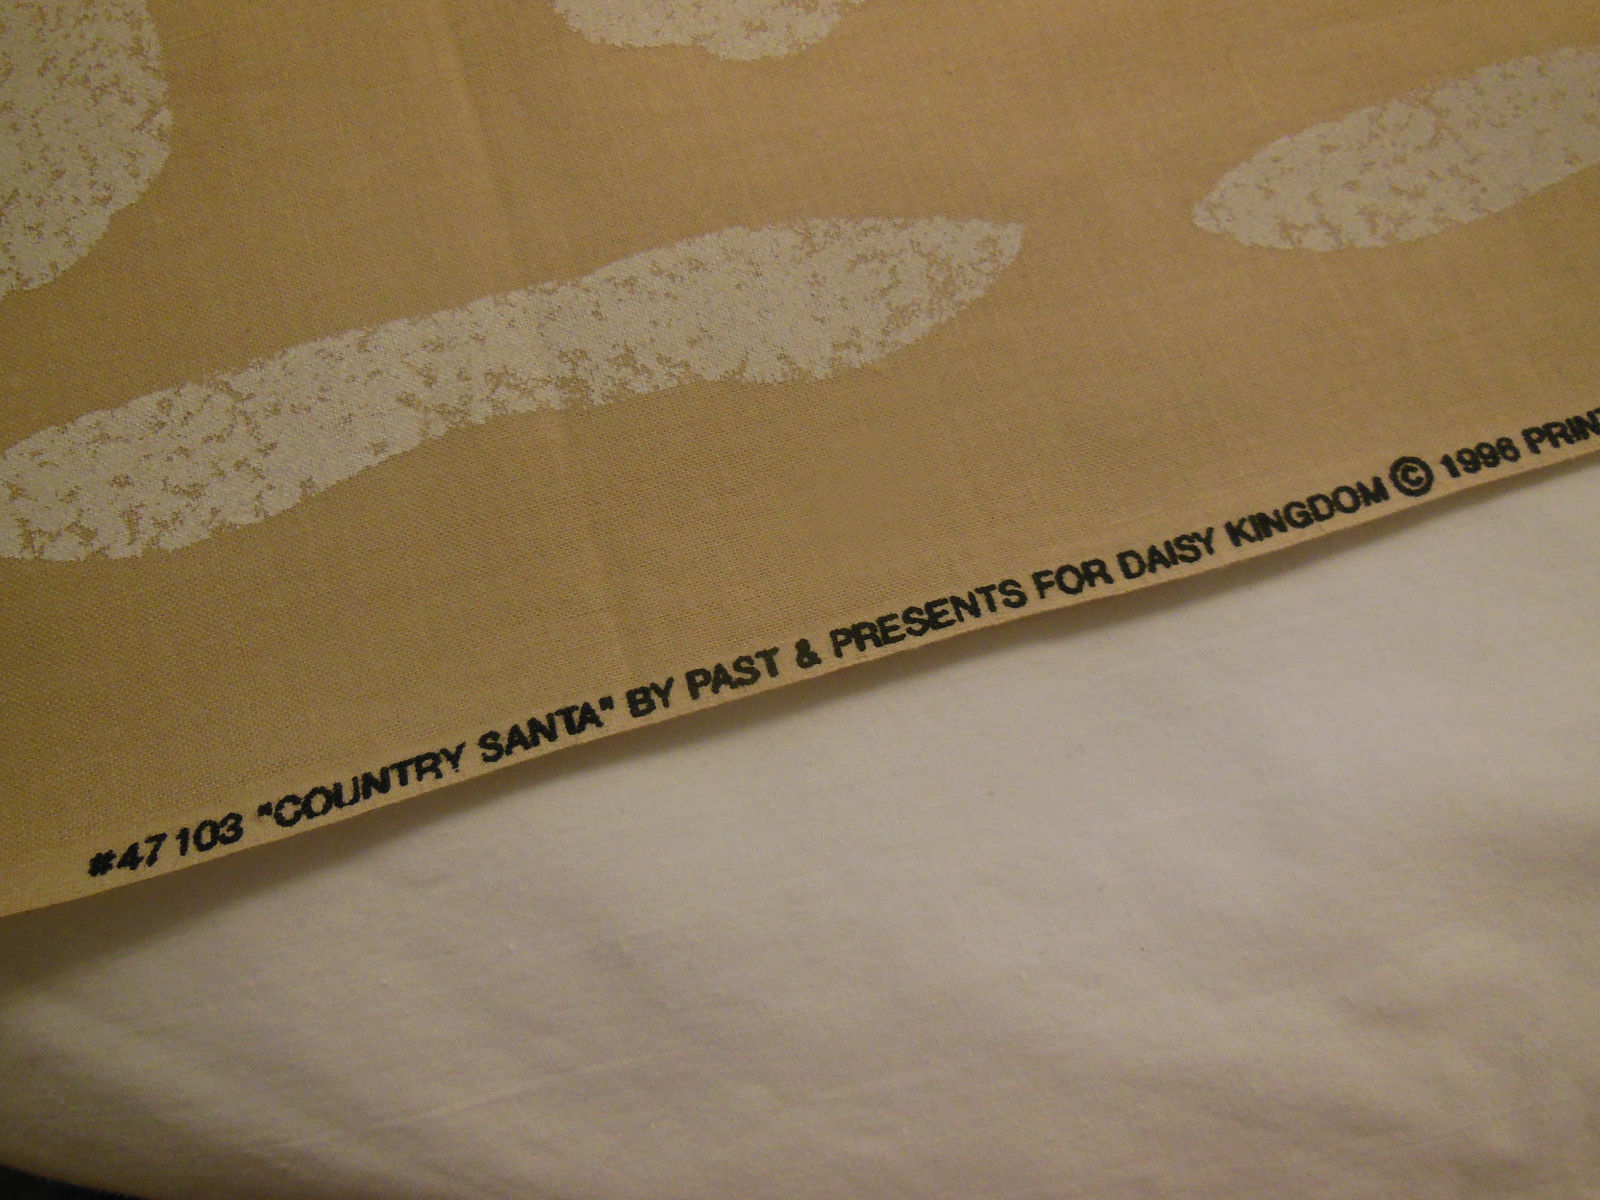 #47103 "COUNTRY SANTA" BY PAST & PRESENTS FOR DAISY KINGDOM © 1996